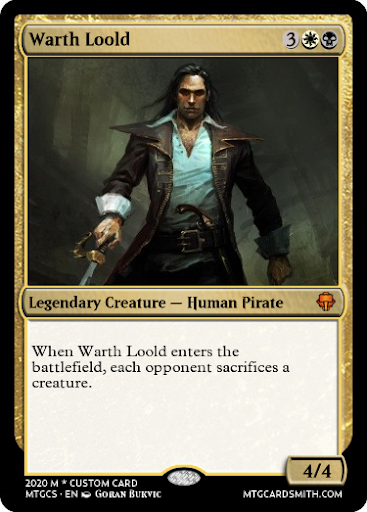 Warth Loold 3
Legendary Creature — Human Pirate
When Warth Loold enters the
battlefield, each opponent sacrifices a
creature.
4/4
2020 M * CUSTOM CARD
MTGCS · EN Goran Bukvic
MTGCARDSMITH.COM